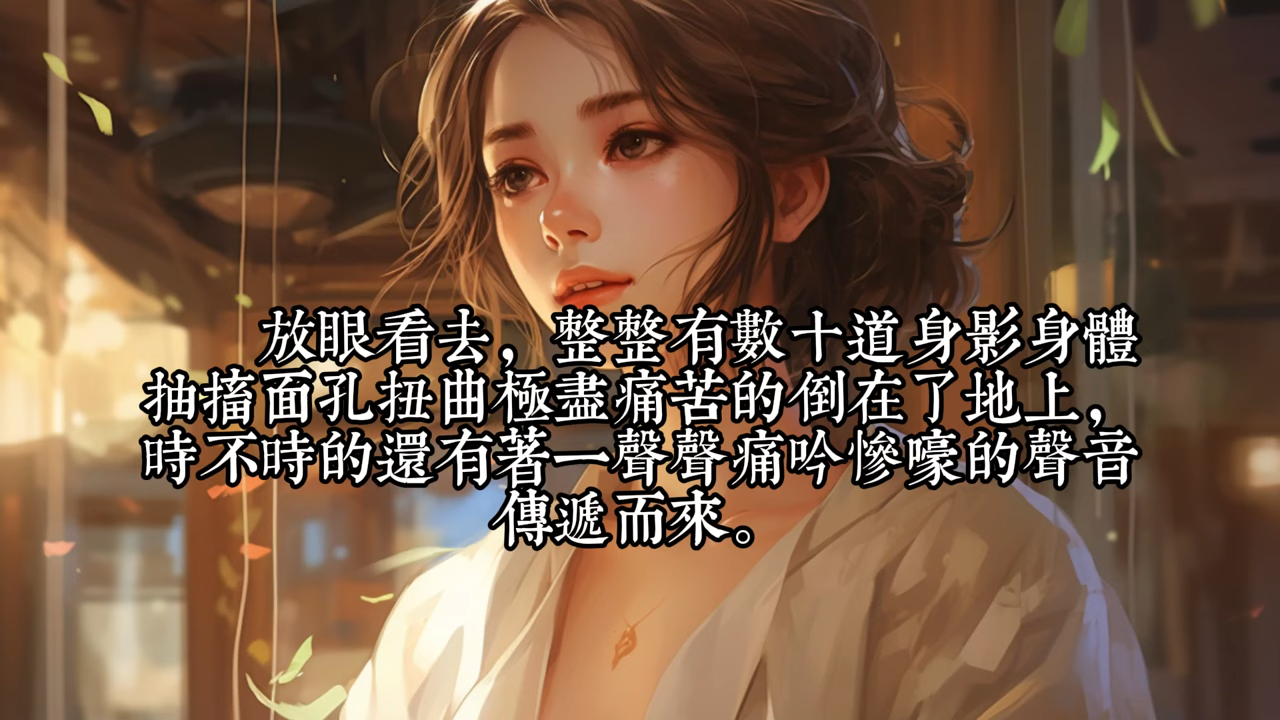 放眼看去，整整有數十道身影身體
抽搐面孔扭曲極盡痛苦的倒在了地上，
時不時的還有著一聲聲痛吟慘嚎的聲音
傳遞而來。